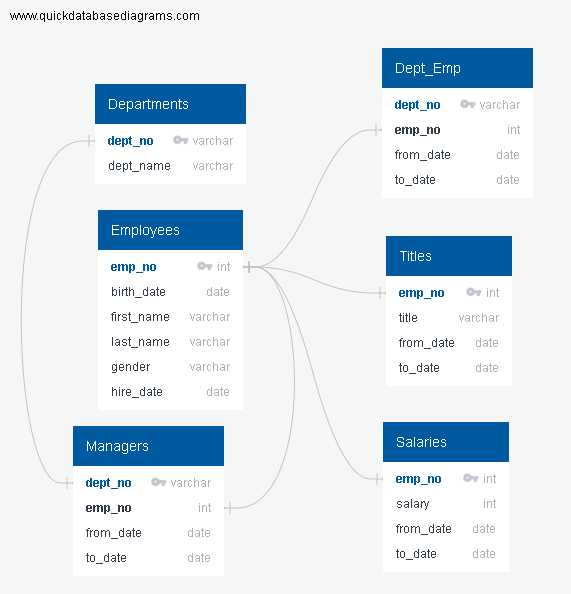 www.quickdatabasediagrams.com
Departments
dept_no varchar
dept_name varchar
Employees
emp_no int
birth_date date
first_name varchar
last_name varchar
gender varchar
hire_date date
Managers
dept_no varchar
emp_no int
from_date date
to_date date
Dept_Emp
dept_no varchar
emp_no int
from_date date
to_date date
Titles
emp_no int
title varchar
from_date date
to_date date
Salaries
emp_no int
salary int
from_date date
to_date date